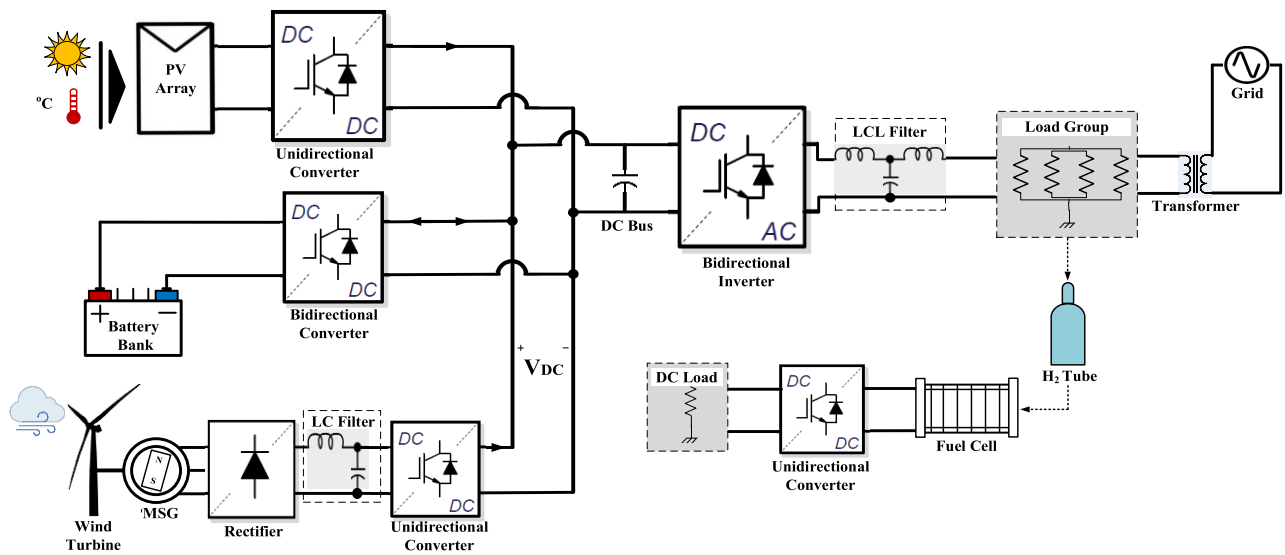 °C
PV
Array
DC
DC
Unidirectional
Converter
DC
DC
Bidirectional
Converter
+
−
Battery
Bank
+
−
VDC
DC Bus
DC
AC
Bidirectional
Inverter
LCL Filter
Load Group
Transformer
Grid
H₂ Tube
DC Load
DC
DC
Unidirectional
Converter
Fuel Cell
Wind
Turbine
N
S
'MSG
Rectifier
LC Filter
DC
DC
Unidirectional
Converter